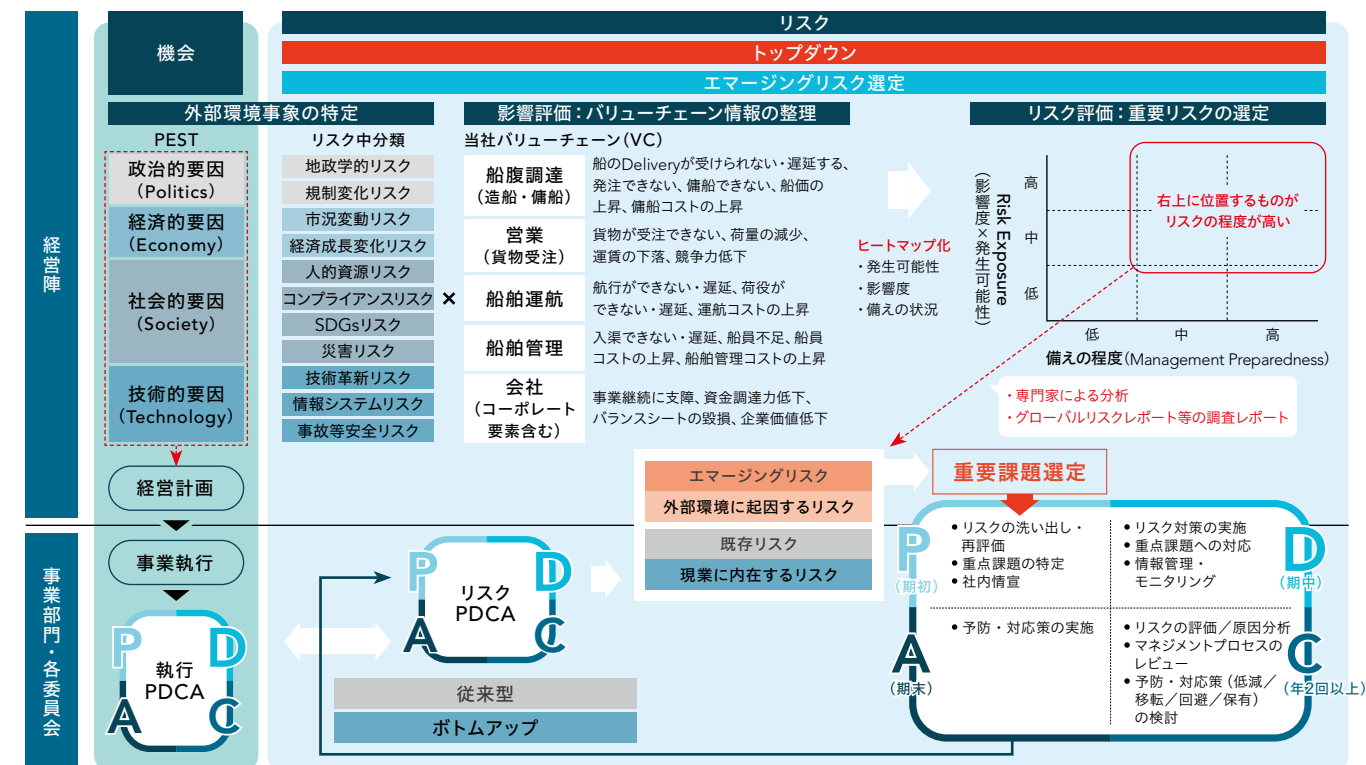 経営陣
機会
リスク
トップダウン
エマージングリスク選定
外部環境事象の特定
PEST
政治的要因
(Politics)
経済的要因
(Economy)
社会的要因
(Society)
技術的要因
(Technology)
リスク中分類
地政学的リスク
規制変化リスク
市況変動リスク
経済成長変化リスク
人的資源リスク
コンプライアンスリスク
SDGsリスク
災害リスク
技術革新リスク
情報システムリスク
事故等安全リスク
×
影響評価：バリューチェーン情報の整理
当社バリューチェーン（VC）
船腹調達
（造船・傭船）
船のDeliveryが受けられない・遅延する、
発注できない、傭船できない、船価の
上昇、傭船コストの上昇
営業
（貨物受注）
貨物が受注できない、荷量の減少、
運賃の下落、競争力低下
船舶運航
航行ができない・遅延、荷役が
できない・遅延、運航コストの上昇
船舶管理
入渠できない・遅延、船員不足、船員
コストの上昇、船舶管理コストの上昇
会社
（コーポレート
要素含む）
事業継続に支障、資金調達力低下、
バランスシートの毀損、企業価値低下
ヒートマップ化
・発生可能性
・影響度
・備えの状況
リスク評価：重要リスクの選定
Risk Exposure
（影響度×発生可能性）
高
中
低
右上に位置するものが
リスクの程度が高い
低
中
高
備えの程度（Management Preparedness）
・専門家による分析
・グローバルリスクレポート等の調査レポート
経営計画
エマージングリスク
外部環境に起因するリスク
既存リスク
現業に内在するリスク
重要課題選定
事業部門・各委員会
事業執行
P
D
執行
PDCA
A
C
P
D
リスク
PDCA
A
C
従来型
ボトムアップ
P
（期初）
● リスクの洗い出し・
再評価
● 重点課題の特定
● 社内情宣
D
（期中）
● リスク対策の実施
● 重点課題への対応
● 情報管理・
モニタリング
A
（期末）
● 予防・対応策の実施
C
（年2回以上）
● リスクの評価／原因分析
● マネジメントプロセスの
レビュー
● 予防・対応策（低減／
移転／回避／保有）
の検討